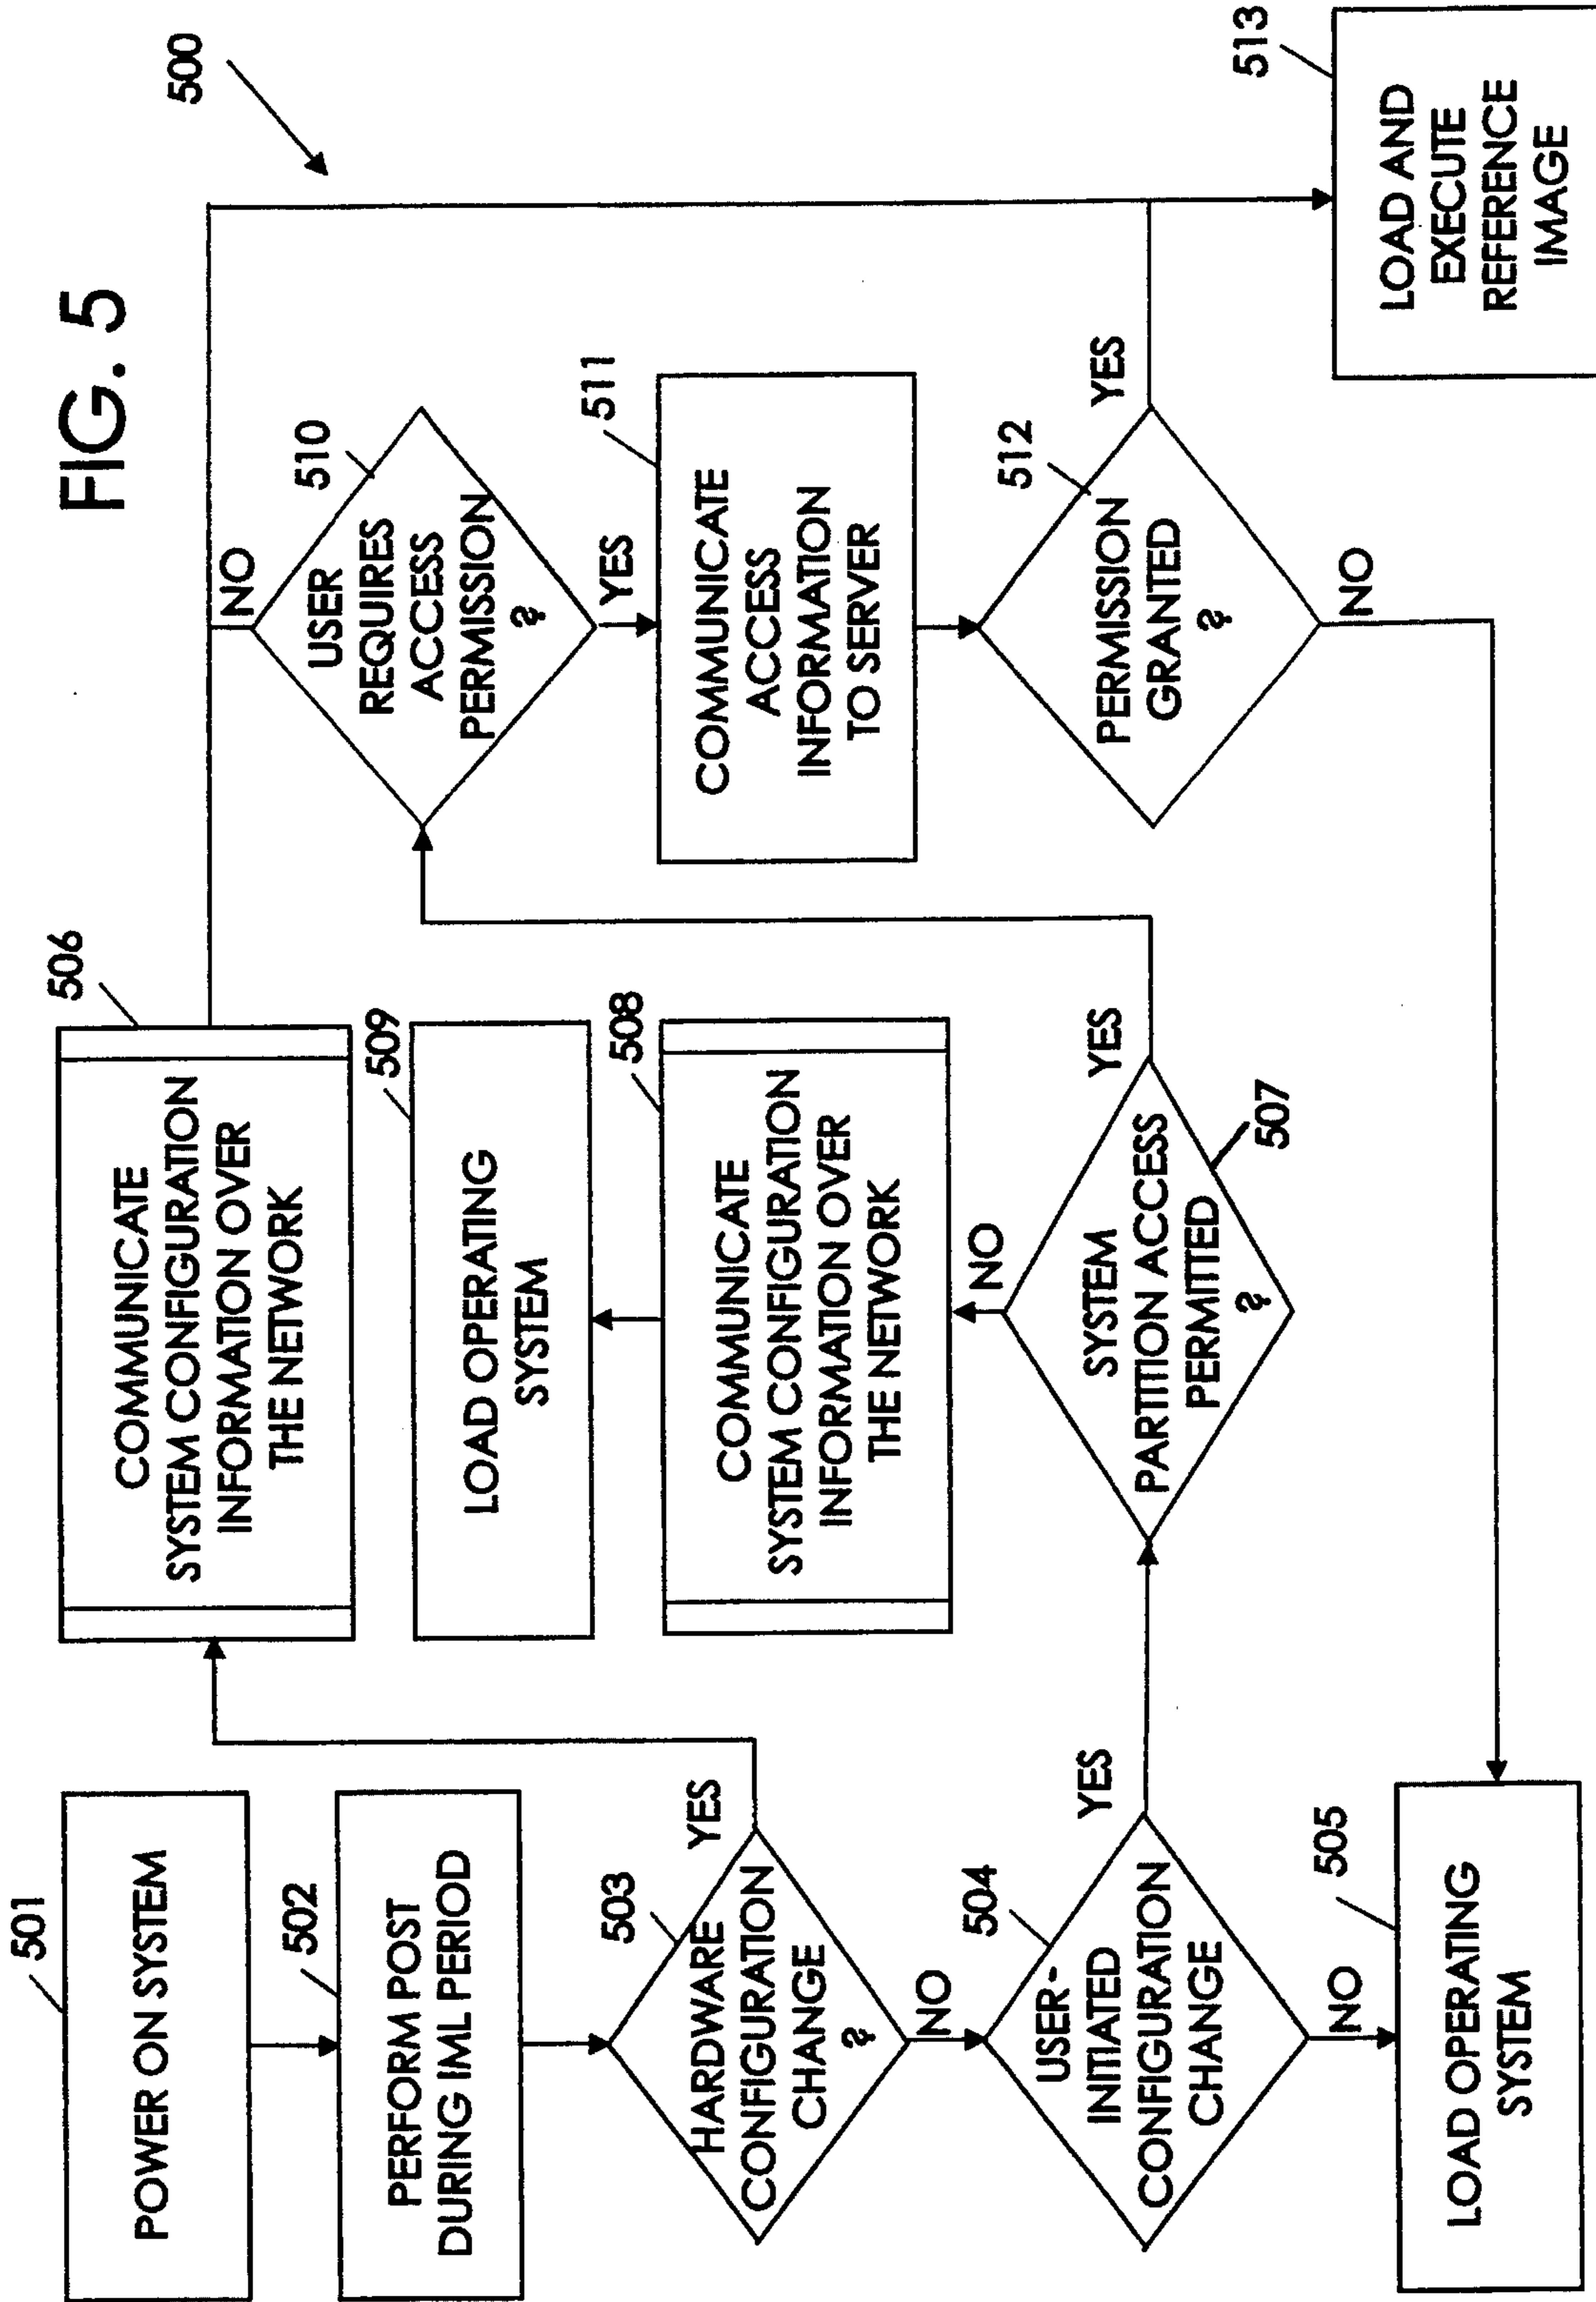 FIG. 5
500
501
POWER ON SYSTEM
502
PERFORM POST
DURING IML PERIOD
503
HARDWARE
CONFIGURATION
CHANGE
?
YES
NO
504
USER-
INITIATED
CONFIGURATION
CHANGE
YES
NO
505
LOAD OPERATING
SYSTEM
506
COMMUNICATE
SYSTEM CONFIGURATION
INFORMATION OVER
THE NETWORK
509
LOAD OPERATING
SYSTEM
508
COMMUNICATE
SYSTEM CONFIGURATION
INFORMATION OVER
THE NETWORK
NO
YES
SYSTEM
PARTITION ACCESS
PERMITTED
?
507
NO
510
USER
REQUIRES
ACCESS
PERMISSION
?
YES
511
COMMUNICATE
ACCESS
INFORMATION
TO SERVER
512
PERMISSION
GRANTED
?
YES
NO
513
LOAD AND
EXECUTE
REFERENCE
IMAGE